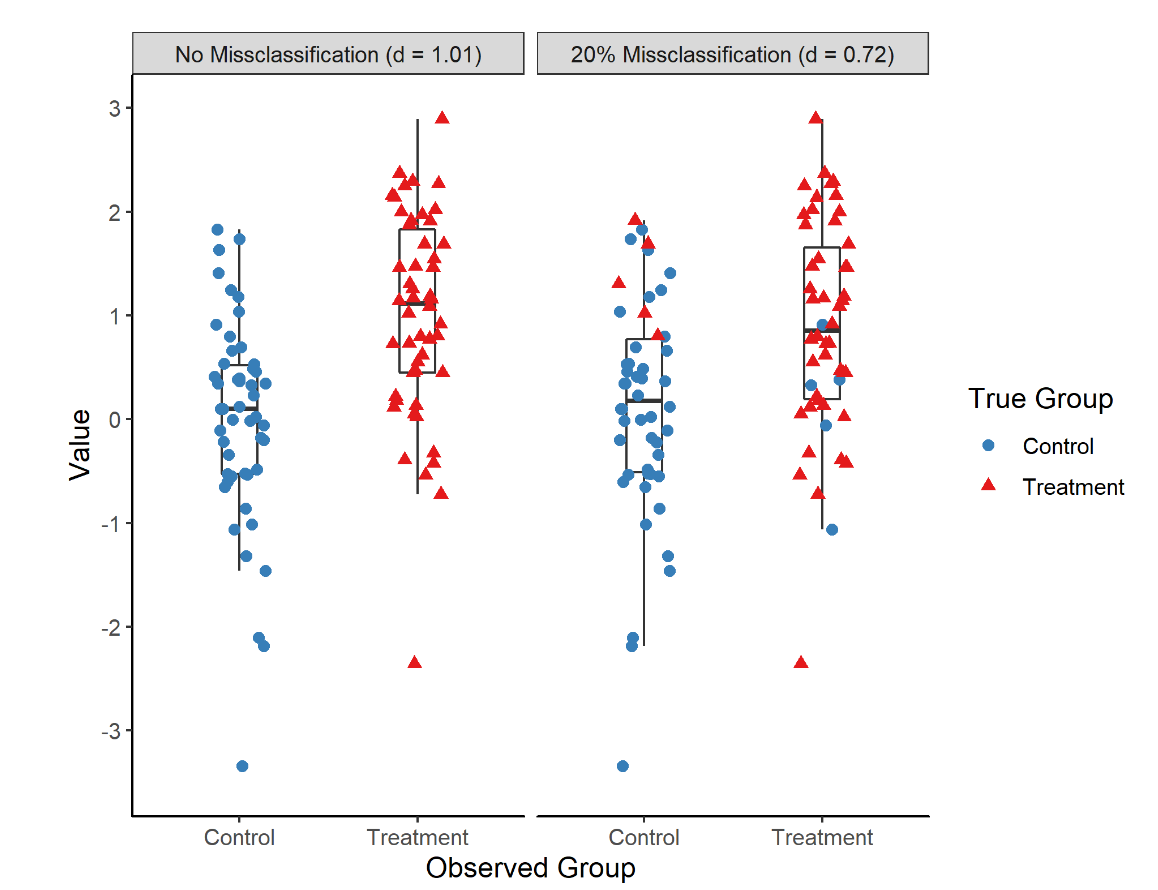 No Missclassification (d = 1.01)
20% Missclassification (d = 0.72)
3
2
1
0
-1
-2
-3
Value
Control
Treatment
Control
Treatment
Observed Group
True Group
Control
Treatment